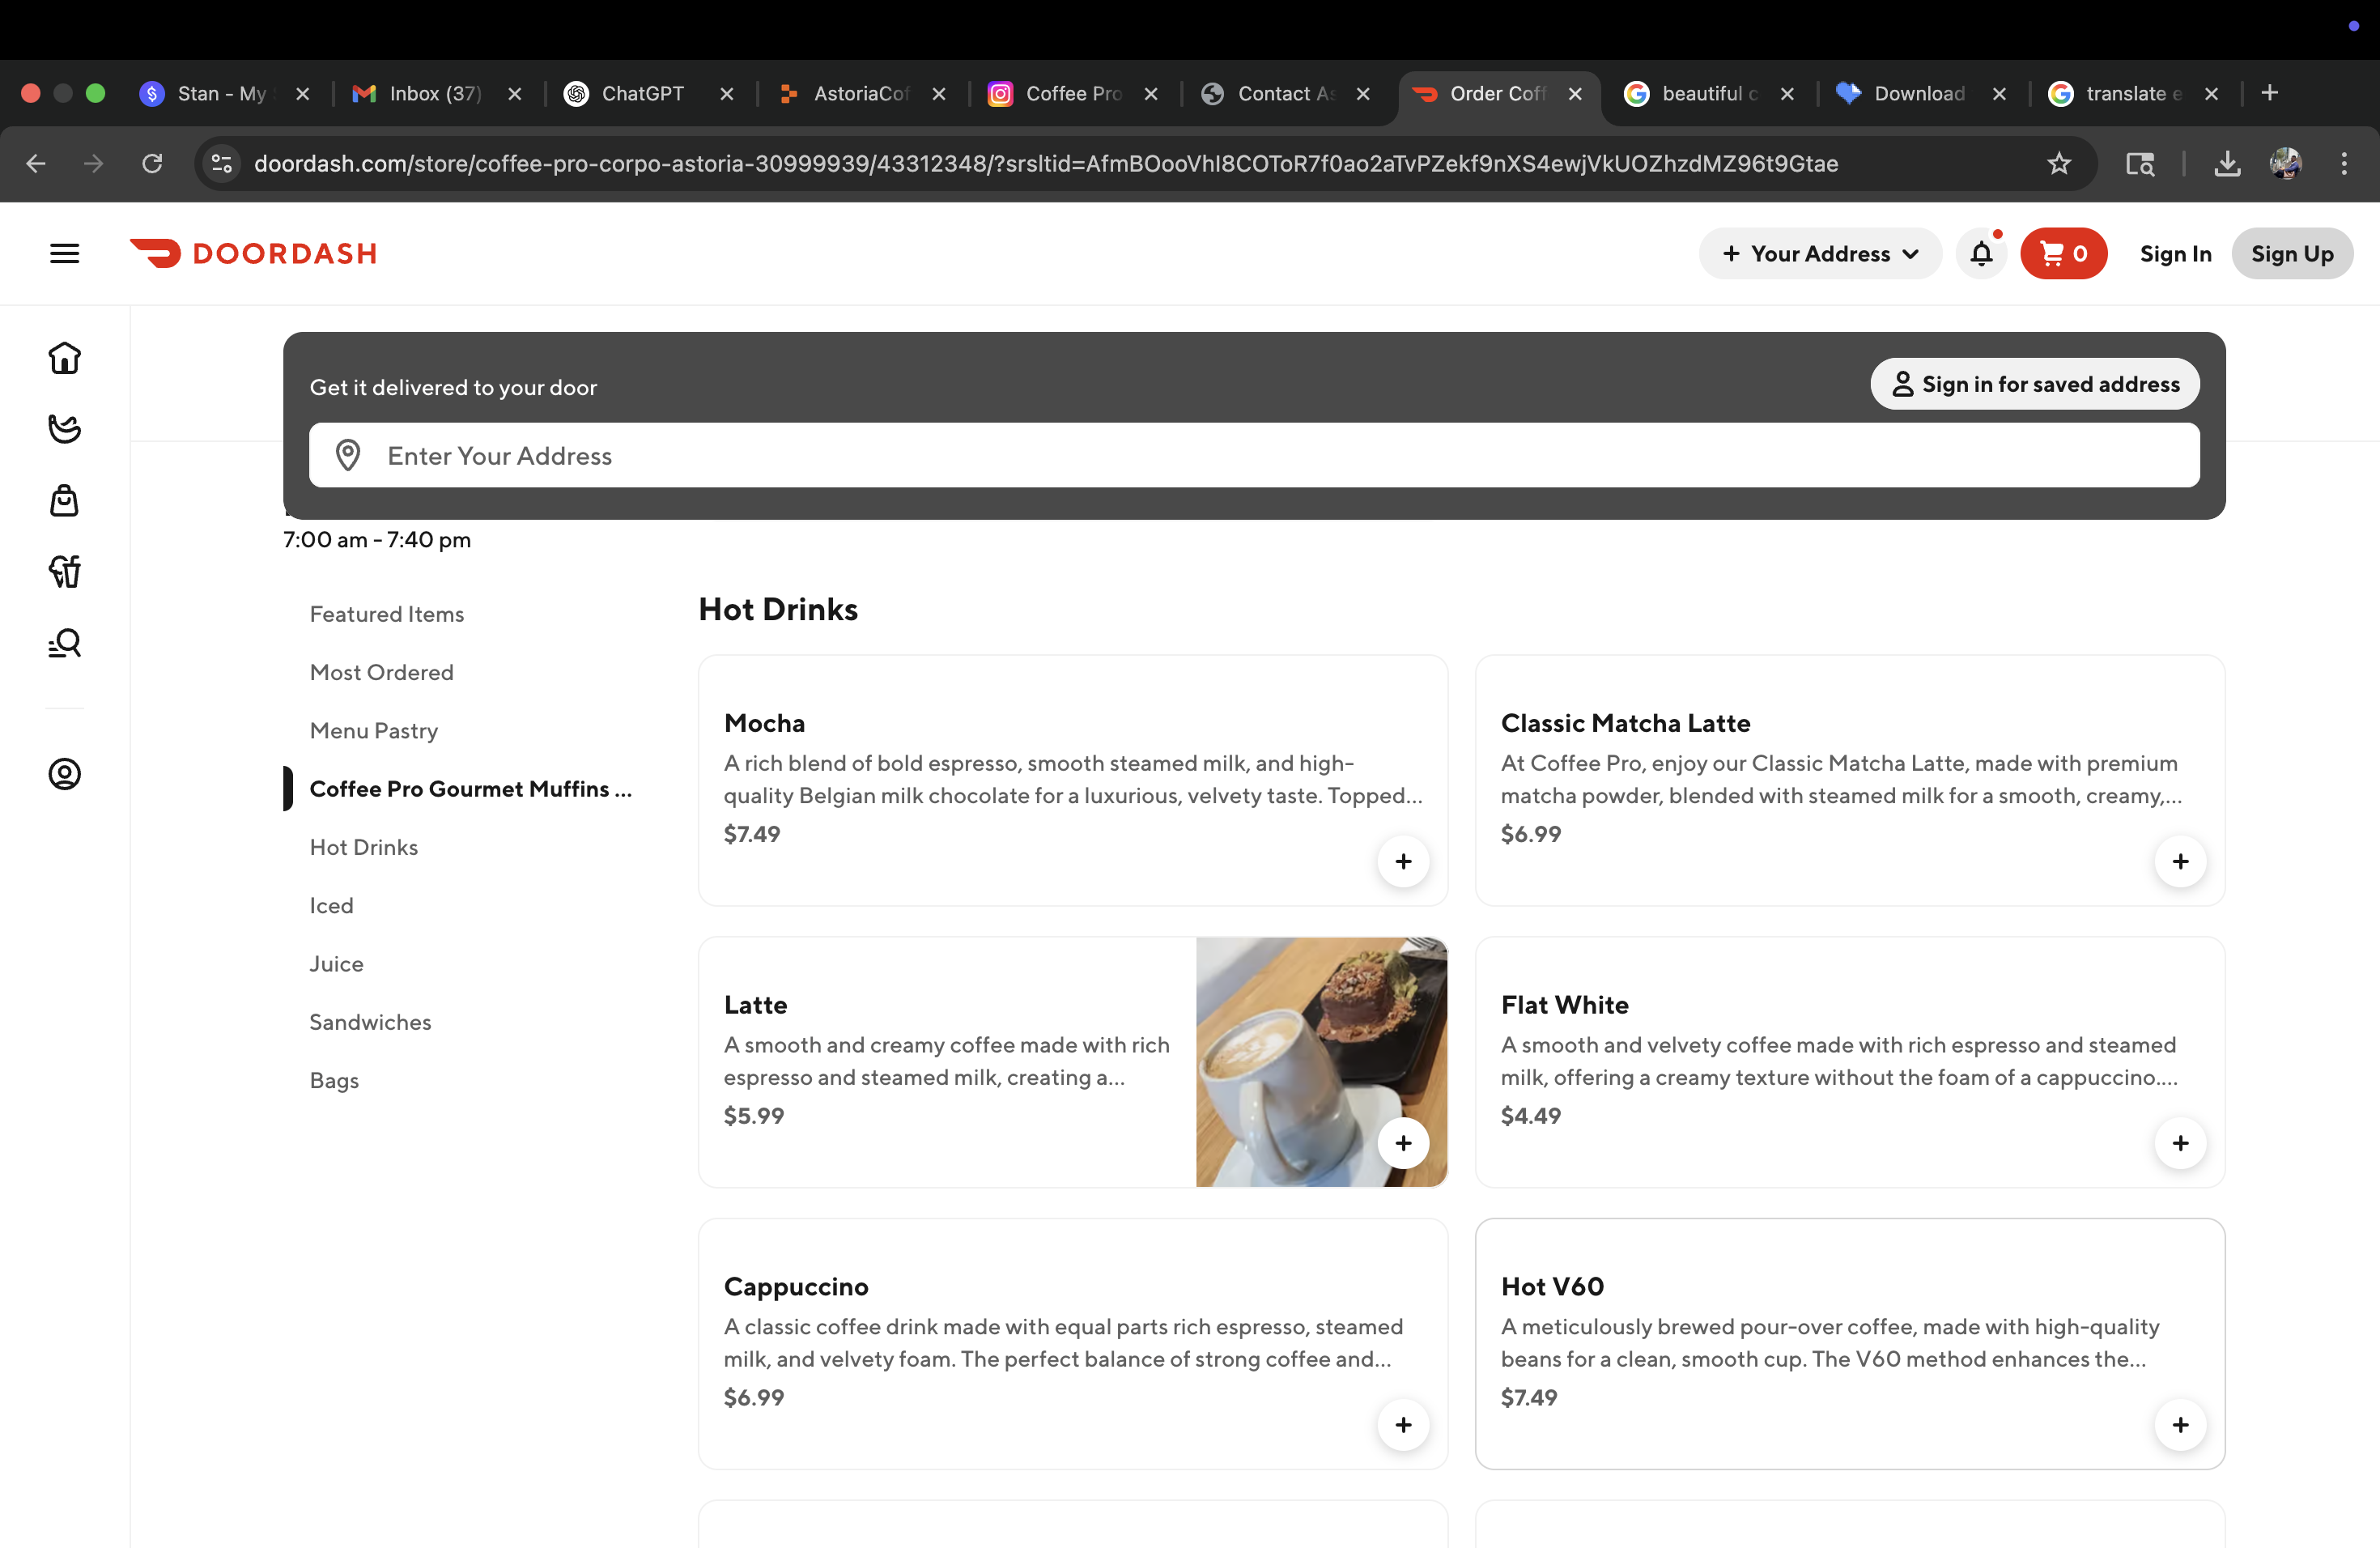 Stan - My
Inbox (37)
ChatGPT
AstoriaCof
Coffee Pro
Contact As
Order Coff
beautiful c
Download
translate e
doordash.com/store/coffee-pro-corpo-astoria-30999939/43312348/?srsltid=AfmBOooVhI8COToR7f0ao2aTvPZekf9nXS4ewjVkUOZhzdMZ96t9Gtae
DOORDASH
Your Address
0
Sign In
Sign Up
Get it delivered to your door
Sign in for saved address
Enter Your Address
7:00 am - 7:40 pm
Featured Items
Most Ordered
Menu Pastry
Coffee Pro Gourmet Muffins ...
Hot Drinks
Iced
Juice
Sandwiches
Bags
Hot Drinks
Mocha
A rich blend of bold espresso, smooth steamed milk, and high-
quality Belgian milk chocolate for a luxurious, velvety taste. Topped...
$7.49
Classic Matcha Latte
At Coffee Pro, enjoy our Classic Matcha Latte, made with premium
matcha powder, blended with steamed milk for a smooth, creamy,...
$6.99
Latte
A smooth and creamy coffee made with rich
espresso and steamed milk, creating a...
$5.99
Flat White
A smooth and velvety coffee made with rich espresso and steamed
milk, offering a creamy texture without the foam of a cappuccino....
$4.49
Cappuccino
A classic coffee drink made with equal parts rich espresso, steamed
milk, and velvety foam. The perfect balance of strong coffee and...
$6.99
Hot V60
A meticulously brewed pour-over coffee, made with high-quality
beans for a clean, smooth cup. The V60 method enhances the...
$7.49